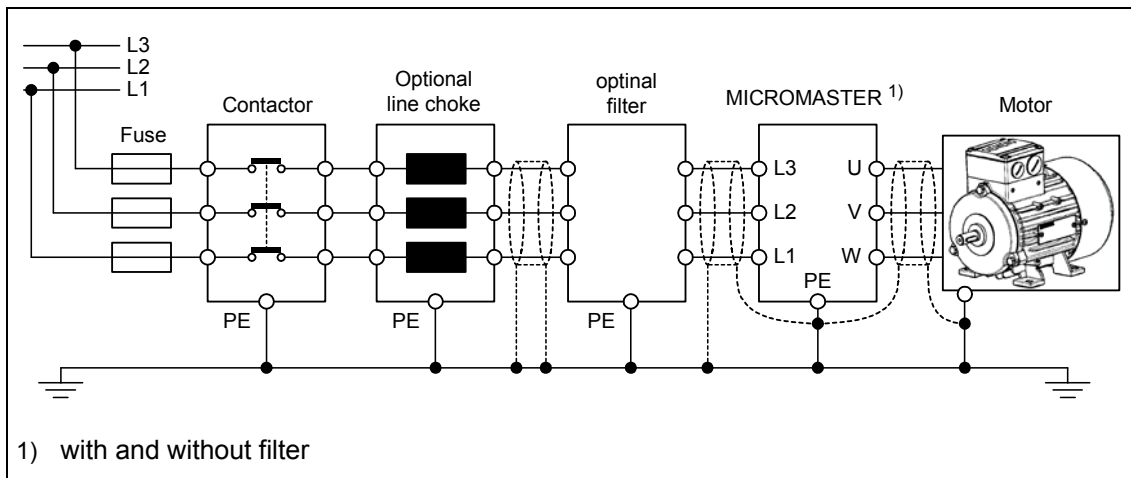 L3
L2
L1
Fuse
Contactor
Optional
line choke
optinal
filter
MICROMASTER 1)
Motor
L3
L2
L1
U
V
W
PE
PE
PE
PE
1) with and without filter